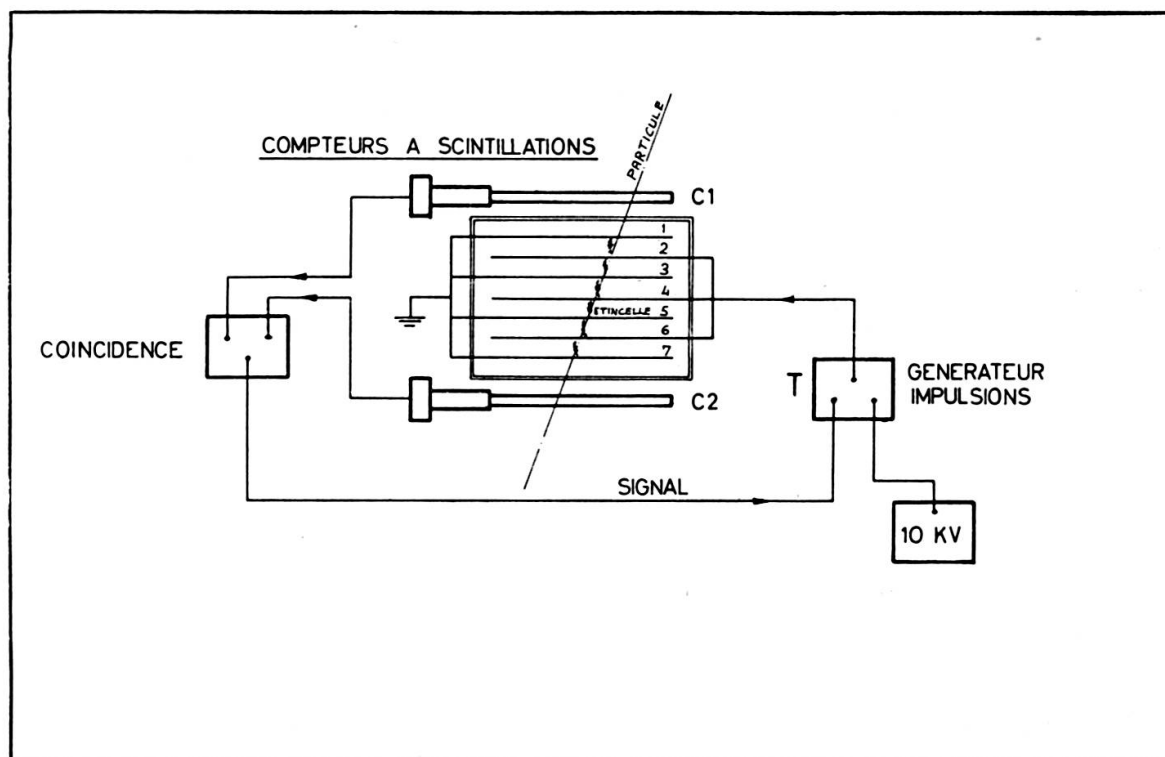 PARTICULE
COMPTEURS A SCINTILLATIONS
C1
1
2
3
4
ETINCELLE 5
6
7
COINCIDENCE
C2
T
GENERATEUR
IMPULSIONS
SIGNAL
10 KV